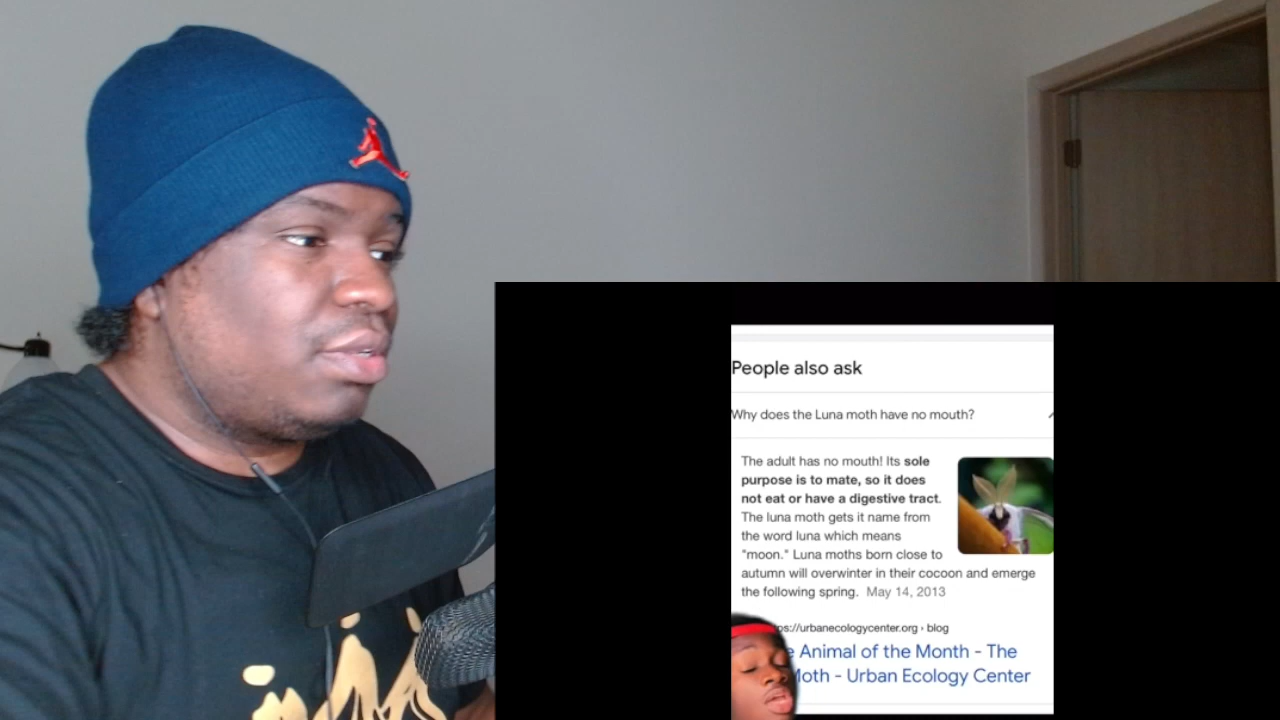 People also ask
Why does the Luna moth have no mouth?
The adult has no mouth! Its sole
purpose is to mate, so it does
not eat or have a digestive tract.
The luna moth gets it name from
the word luna which means
"moon." Luna moths born close to
autumn will overwinter in their cocoon and emerge
the following spring. May 14, 2013
ps://urbanecologycenter.org › blog
Animal of the Month - The
Moth - Urban Ecology Center